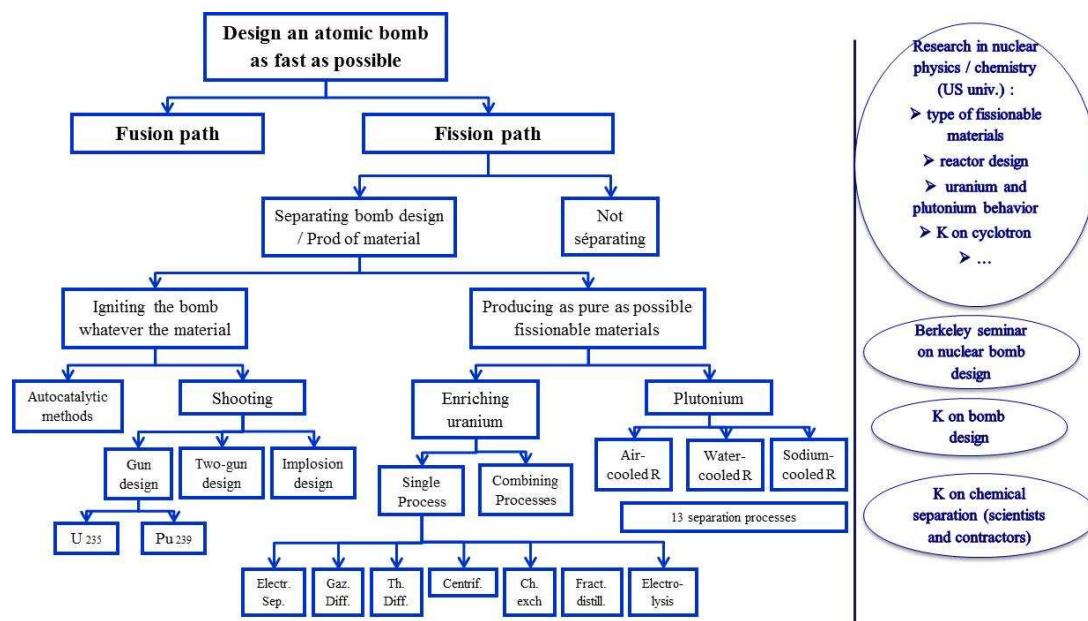 Design an atomic bomb
as fast as possible
Fusion path
Fission path
Separating bomb design
/ Prod of material
Not
séparating
Igniting the bomb
whatever the material
Producing as pure as possible
fissionable materials
Autocatalytic
methods
Shooting
Enriching
uranium
Plutonium
Gun
design
Two-gun
design
Implosion
design
Single
Process
Combining
Processes
Air-
cooled R
Water-
cooled R
Sodium-
cooled R
13 separation processes
U 235
Pu 239
Electr.
Sep.
Gaz.
Diff.
Th.
Diff.
Centrif.
Ch.
exch
Fract.
distill.
Electro-
lysis
Research in nuclear
physics / chemistry
(US univ.) :
➢ type of fissionable
materials
➢ reactor design
➢ uranium and
plutonium behavior
➢ K on cyclotron
➢ ...
Berkeley seminar
on nuclear bomb
design
K on bomb
design
K on chemical
separation (scientists
and contractors)